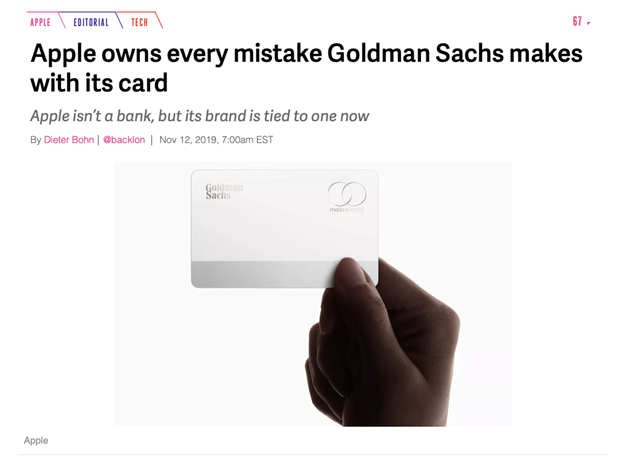 APPLE EDITORIAL TECH 67
Apple owns every mistake Goldman Sachs makes
with its card
Apple isn't a bank, but its brand is tied to one now
By Dieter Bohn | @backlon | Nov 12, 2019, 7:00am EST
Goldman
Sachs
mastercard
Apple